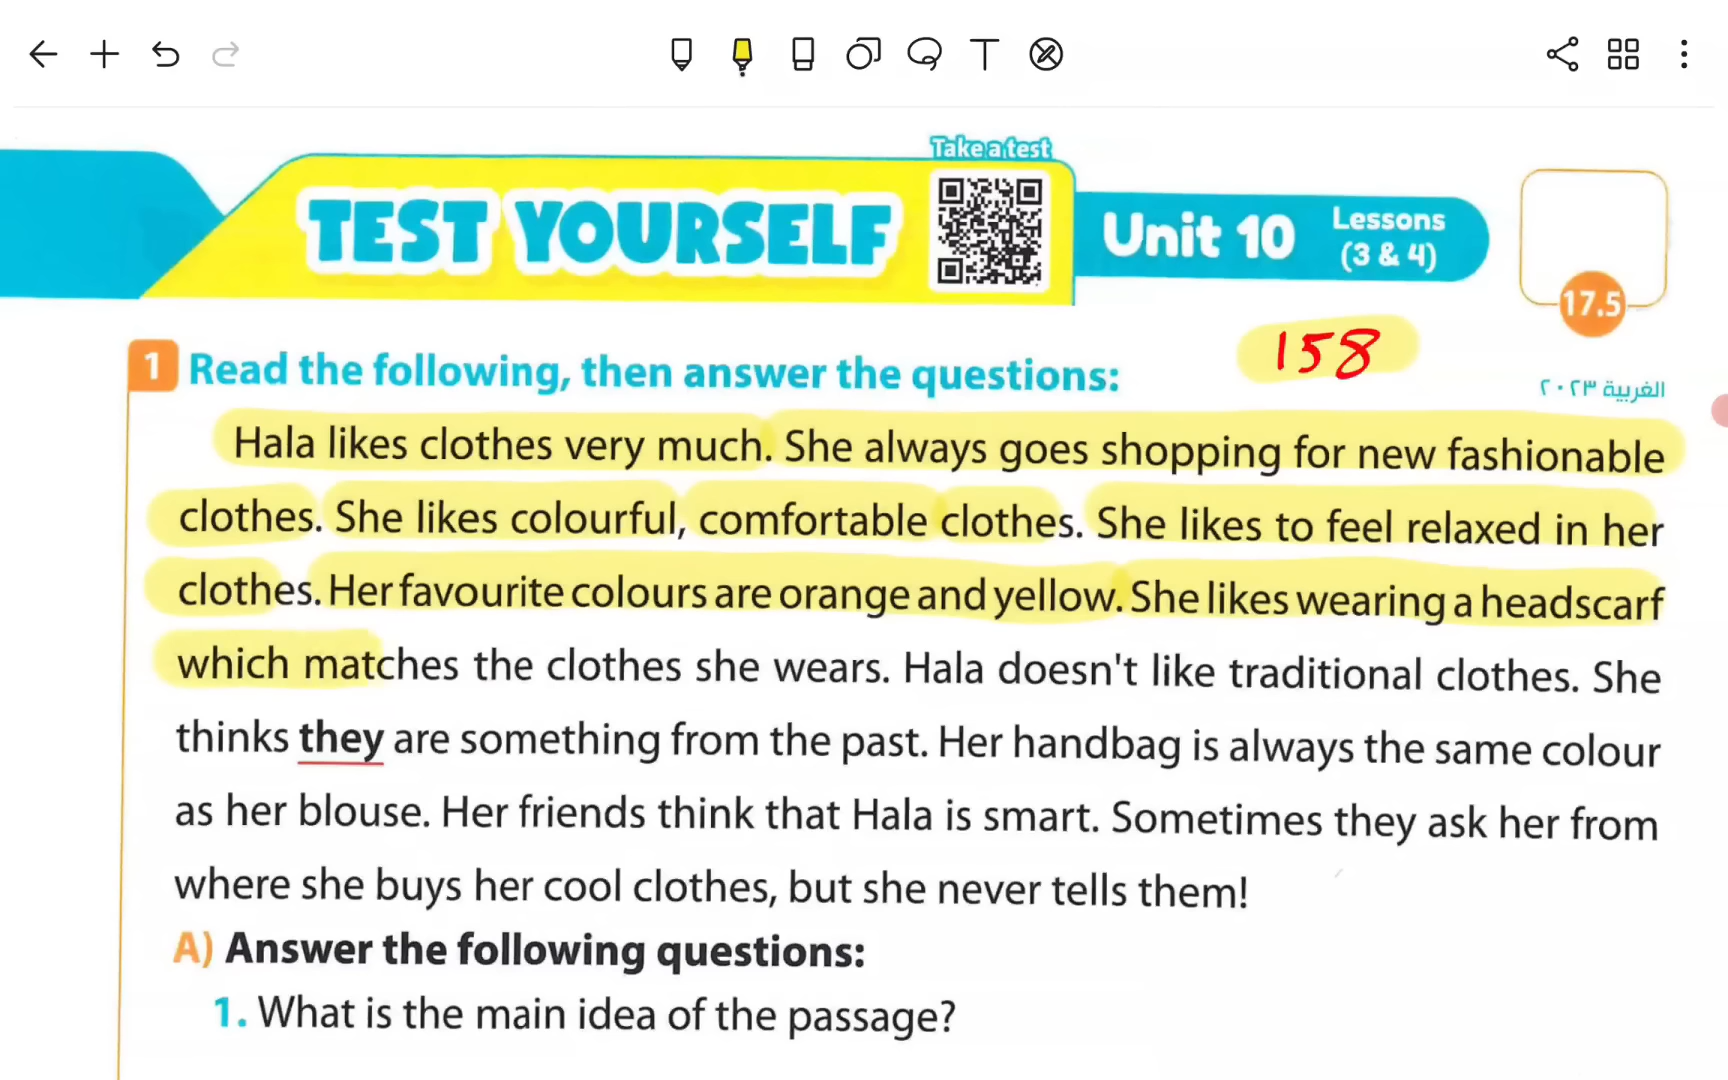 Take a test
TEST YOURSELF
Unit 10
Lessons
(3 & 4)
17.5
158
1 Read the following, then answer the questions:
الغربية ٢٠٢٣
Hala likes clothes very much. She always goes shopping for new fashionable
clothes. She likes colourful, comfortable clothes. She likes to feel relaxed in her
clothes. Her favourite colours are orange and yellow. She likes wearing a headscarf
which matches the clothes she wears. Hala doesn't like traditional clothes. She
thinks they are something from the past. Her handbag is always the same colour
as her blouse. Her friends think that Hala is smart. Sometimes they ask her from
where she buys her cool clothes, but she never tells them!
A) Answer the following questions:
1. What is the main idea of the passage?